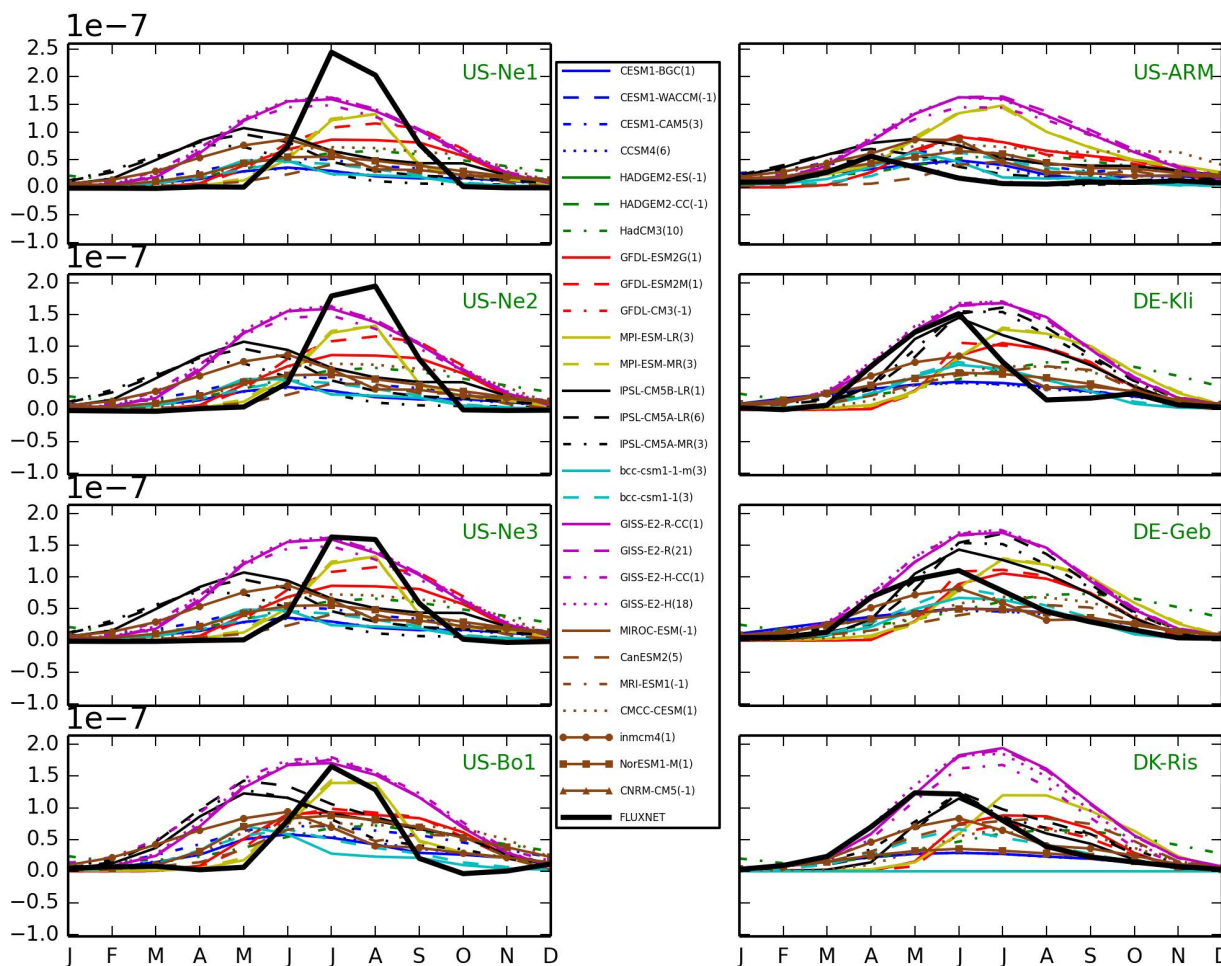 1e−7
2.5
2.0
1.5
1.0
0.5
0.0
−0.5
−1.0
US-Ne1
1e−7
2.0
1.5
1.0
0.5
0.0
−0.5
−1.0
US-Ne2
1e−7
2.0
1.5
1.0
0.5
0.0
−0.5
−1.0
US-Ne3
1e−7
2.0
1.5
1.0
0.5
0.0
−0.5
−1.0
US-Bo1
J F M A M J J A S O N D
CESM1-BGC(1)
CESM1-WACCM(-1)
CESM1-CAM5(3)
CCSM4(6)
HADGEM2-ES(-1)
HADGEM2-CC(-1)
HadCM3(10)
GFDL-ESM2G(1)
GFDL-ESM2M(1)
GFDL-CM3(-1)
MPI-ESM-LR(3)
MPI-ESM-MR(3)
IPSL-CM5B-LR(1)
IPSL-CM5A-LR(6)
IPSL-CM5A-MR(3)
bcc-csm1-1-m(3)
bcc-csm1-1(3)
GISS-E2-R-CC(1)
GISS-E2-R(21)
GISS-E2-H-CC(1)
GISS-E2-H(18)
MIROC-ESM(-1)
CanESM2(5)
MRI-ESM1(-1)
CMCC-CESM(1)
inmcm4(1)
NorESM1-M(1)
CNRM-CM5(-1)
FLUXNET
US-ARM
DE-Kli
DE-Geb
DK-Ris
J F M A M J J A S O N D